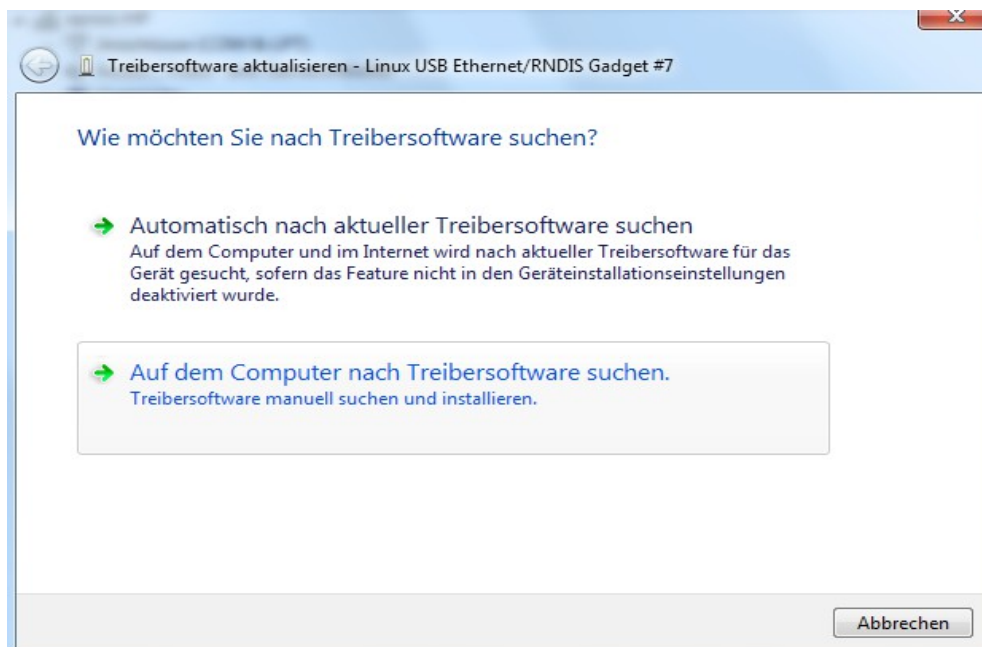 Treibersoftware aktualisieren - Linux USB Ethernet/RNDIS Gadget #7
Wie möchten Sie nach Treibersoftware suchen?
Automatisch nach aktueller Treibersoftware suchen
Auf dem Computer und im Internet wird nach aktueller Treibersoftware für das
Gerät gesucht, sofern das Feature nicht in den Geräteinstallationseinstellungen
deaktiviert wurde.
Auf dem Computer nach Treibersoftware suchen.
Treibersoftware manuell suchen und installieren.
Abbrechen